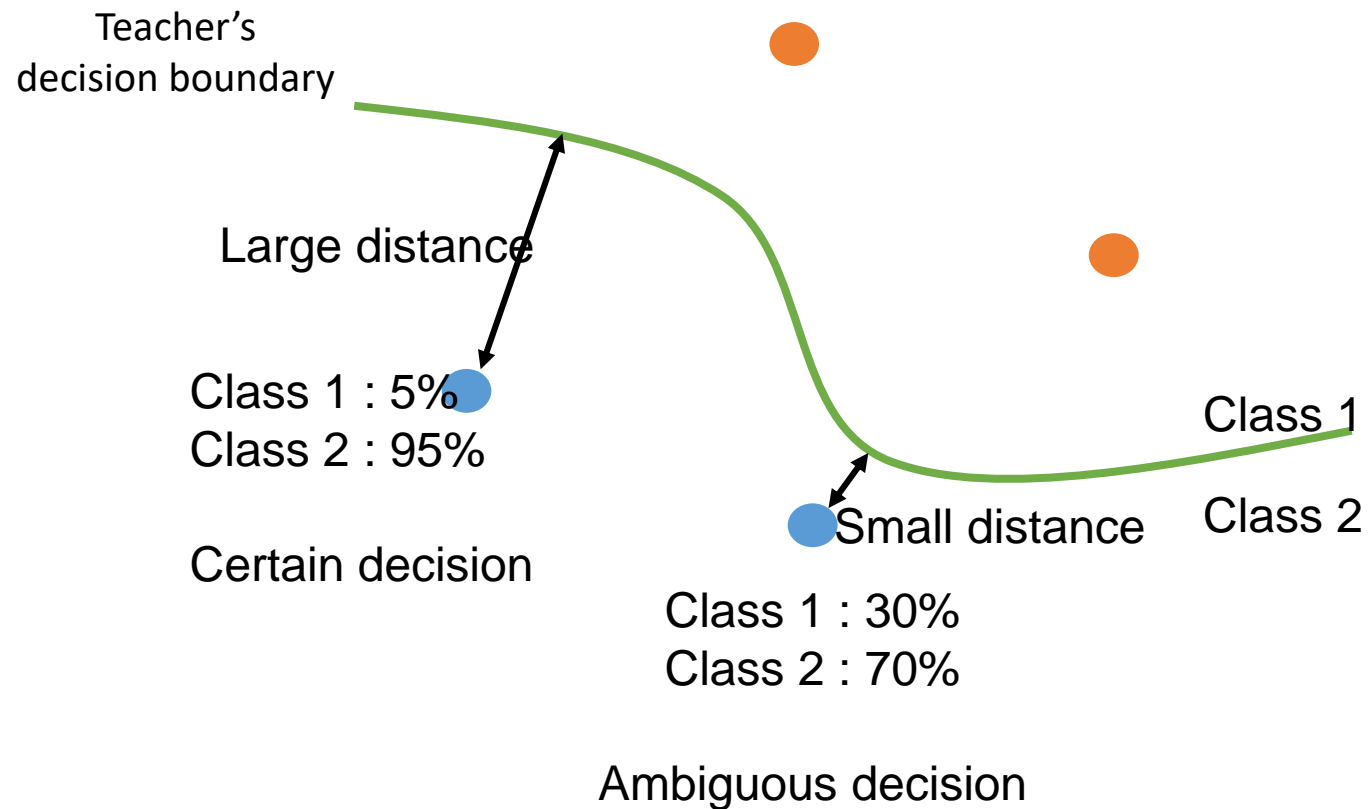 Teacher's
decision boundary
Large distance
Class 1 : 5%
Class 2 : 95%
Certain decision
Class 1
Class 2
Small distance
Class 1 : 30%
Class 2 : 70%
Ambiguous decision